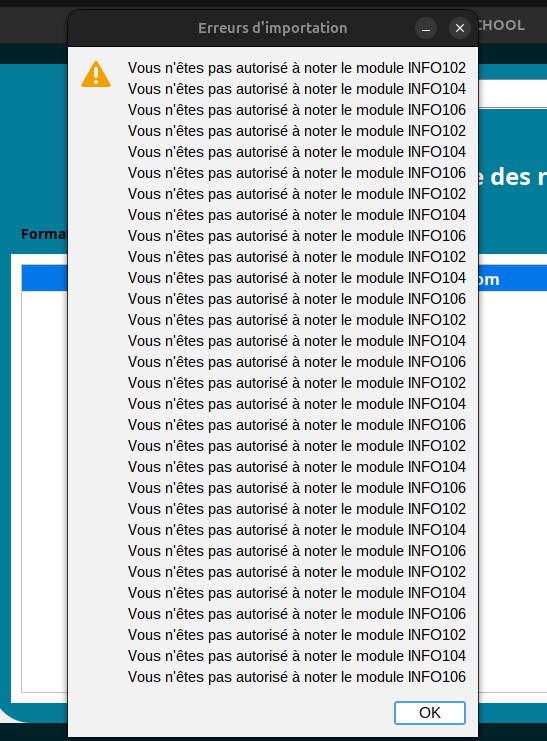 Erreurs d'importation
CHOOL
Vous n'êtes pas autorisé à noter le module INFO102
Vous n'êtes pas autorisé à noter le module INFO104
Vous n'êtes pas autorisé à noter le module INFO106
Vous n'êtes pas autorisé à noter le module INFO102
Vous n'êtes pas autorisé à noter le module INFO104
Vous n'êtes pas autorisé à noter le module INFO106
Vous n'êtes pas autorisé à noter le module INFO102
Vous n'êtes pas autorisé à noter le module INFO104
Vous n'êtes pas autorisé à noter le module INFO106
Vous n'êtes pas autorisé à noter le module INFO102
Vous n'êtes pas autorisé à noter le module INFO104
Vous n'êtes pas autorisé à noter le module INFO106
Vous n'êtes pas autorisé à noter le module INFO102
Vous n'êtes pas autorisé à noter le module INFO104
Vous n'êtes pas autorisé à noter le module INFO106
Vous n'êtes pas autorisé à noter le module INFO102
Vous n'êtes pas autorisé à noter le module INFO104
Vous n'êtes pas autorisé à noter le module INFO106
Vous n'êtes pas autorisé à noter le module INFO102
Vous n'êtes pas autorisé à noter le module INFO104
Vous n'êtes pas autorisé à noter le module INFO106
Vous n'êtes pas autorisé à noter le module INFO102
Vous n'êtes pas autorisé à noter le module INFO104
Vous n'êtes pas autorisé à noter le module INFO106
Vous n'êtes pas autorisé à noter le module INFO102
Vous n'êtes pas autorisé à noter le module INFO104
Vous n'êtes pas autorisé à noter le module INFO106
Vous n'êtes pas autorisé à noter le module INFO102
Vous n'êtes pas autorisé à noter le module INFO104
Vous n'êtes pas autorisé à noter le module INFO106
OK
e des n
Forma
om